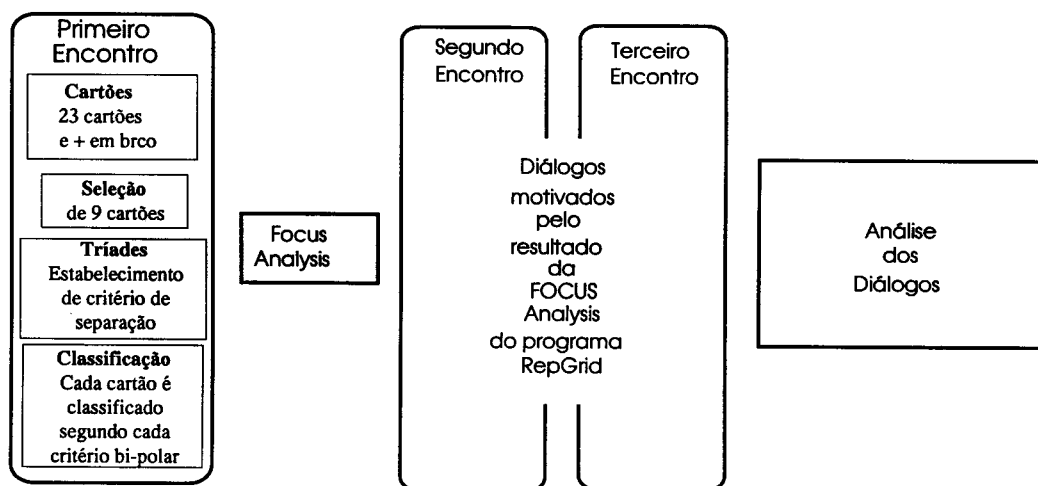 Primeiro
Encontro
Cartões
23 cartões
e + em brco
Seleção
de 9 cartões
Tríades
Estabelecimento
de critério de
separação
Classificação
Cada cartão é
classificado
segundo cada
critério bi-polar
Focus
Analysis
Segundo
Encontro
Terceiro
Encontro
Diálogos
motivados
pelo
resultado
da
FOCUS
Analysis
do programa
RepGrid
Análise
dos
Diálogos